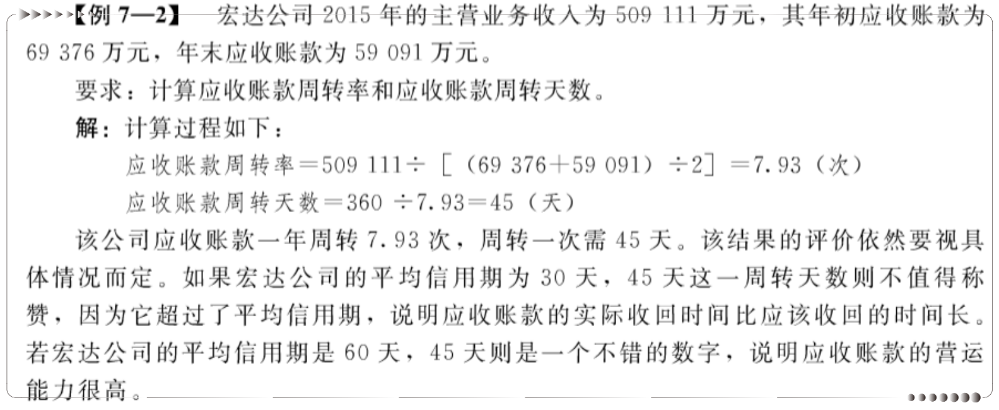 【例 7—2】 宏达公司 2015 年的主营业务收入为 509 111 万元，其年初应收账款为
69 376 万元，年末应收账款为 59 091 万元。
要求：计算应收账款周转率和应收账款周转天数。
解：计算过程如下：
应收账款周转率＝509 111÷［（69 376＋59 091）÷2］＝7.93（次）
应收账款周转天数＝360 ÷7.93＝45（天）
该公司应收账款一年周转 7.93 次，周转一次需 45 天。该结果的评价依然要视具
体情况而定。如果宏达公司的平均信用期为 30 天，45 天这一周转天数则不值得称
赞，因为它超过了平均信用期，说明应收账款的实际收回时间比应该收回的时间长。
若宏达公司的平均信用期是 60 天，45 天则是一个不错的数字，说明应收账款的营运
能力很高。